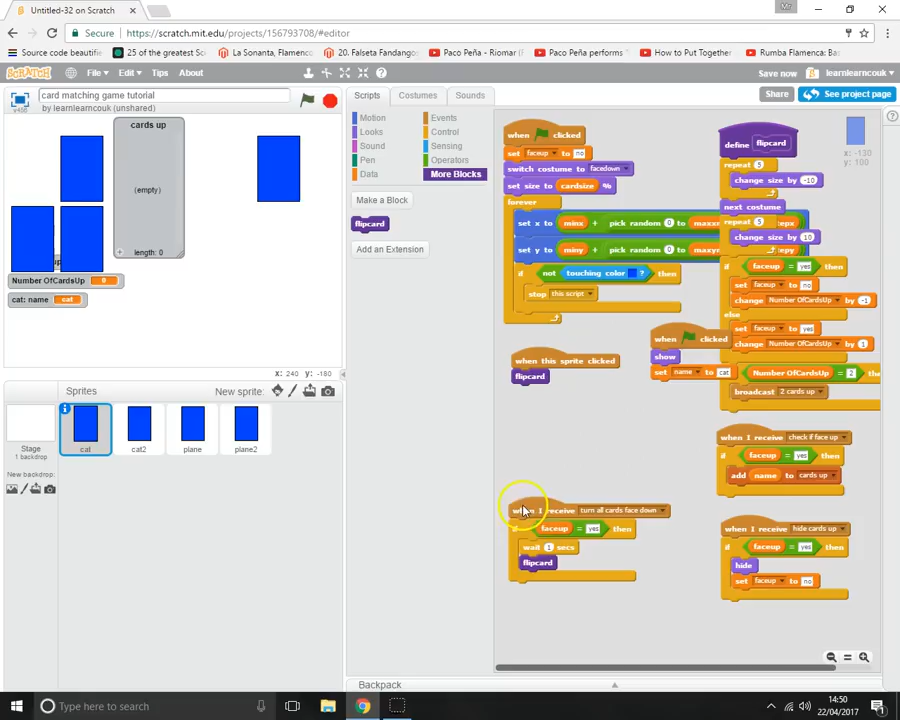 Untitled-32 on Scratch
Mr
Secure
https://scratch.mit.edu/projects/156793708/#editor
Source code beautifie
25 of the greatest Sc
La Sonanta, Flamenco
20. Falseta Fandangos
Paco Peña - Riomar (F
Paco Peña performs "
How to Put Together
Rumba Flamenca: Bas
SCRATCH
File
Edit
Tips
About
Save now
learnlearncouk
card matching game tutorial
by learnlearncouk (unshared)
v456
Scripts
Costumes
Sounds
Share
See project page
Motion
Looks
Sound
Pen
Data
Events
Control
Sensing
Operators
More Blocks
Make a Block
flipcard
Add an Extension
cards up
(empty)
+
length: 0
Number OfCardsUp
cat: name cat
x: 240 y: -180
when clicked
set faceup to no
switch costume to facedown
set size to cardsize %
forever
set x to minx + pick random 0 to
set y to miny + pick random 0 to
if not touching color ? then
stop this script
when this sprite clicked
flipcard
when clicked
show
set name to cat
when I receive turn all cards face down
faceup = yes then
wait 1 secs
flipcard
define flipcard
repeat 5
change size by -10
next costume
repeat 5
change size by 10
if faceup = yes then
set faceup to no
change Number OfCardsUp by -1
else
set faceup to yes
change Number OfCardsUp by 1
Number OfCardsUp = 2
broadcast 2 cards up
when I receive check if face up
if faceup = yes then
add name to cards up
when I receive hide cards up
if faceup = yes then
hide
set faceup to no
x: -130
y: 100
Sprites
New sprite:
Stage
1 backdrop
New backdrop:
cat
cat2
plane
plane2
Backpack
Type here to search
14:50
22/04/2017